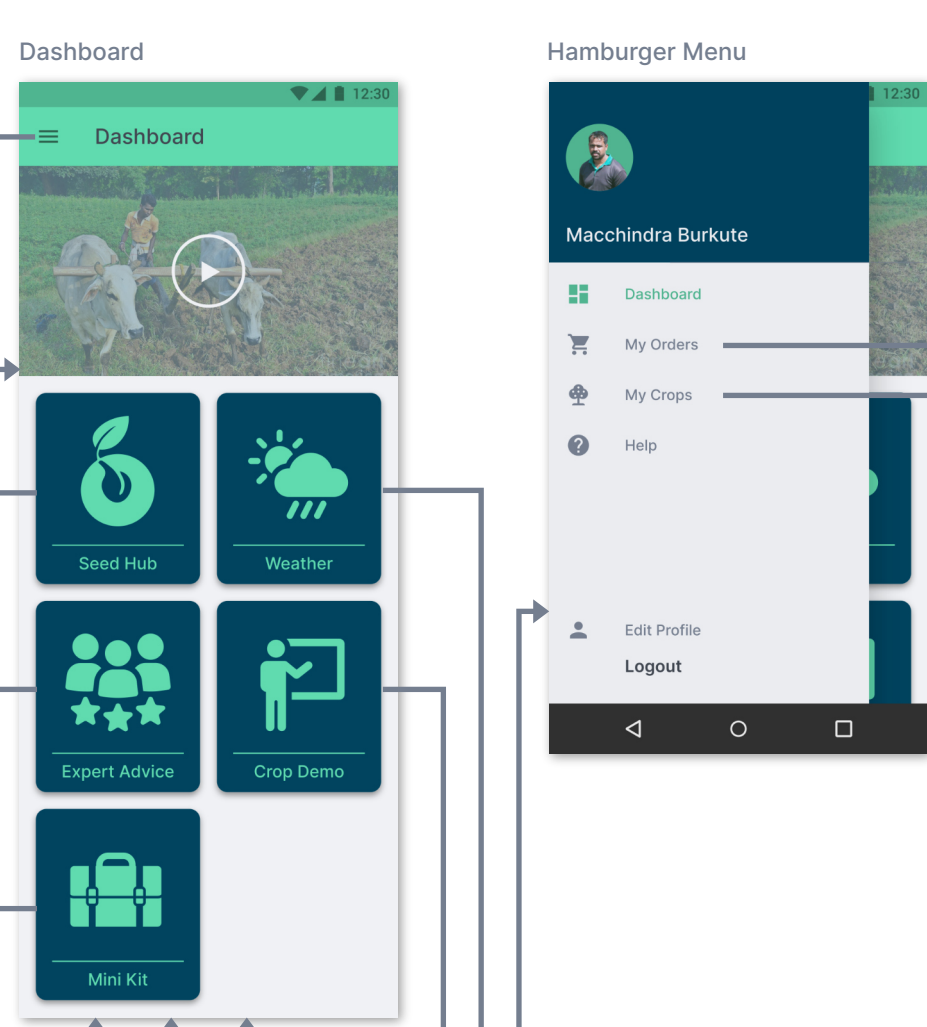 Dashboard
12:30
Dashboard
Seed Hub
Weather
Expert Advice
Crop Demo
Mini Kit
Hamburger Menu
12:30
Macchindra Burkute
Dashboard
My Orders
My Crops
Help
Edit Profile
Logout